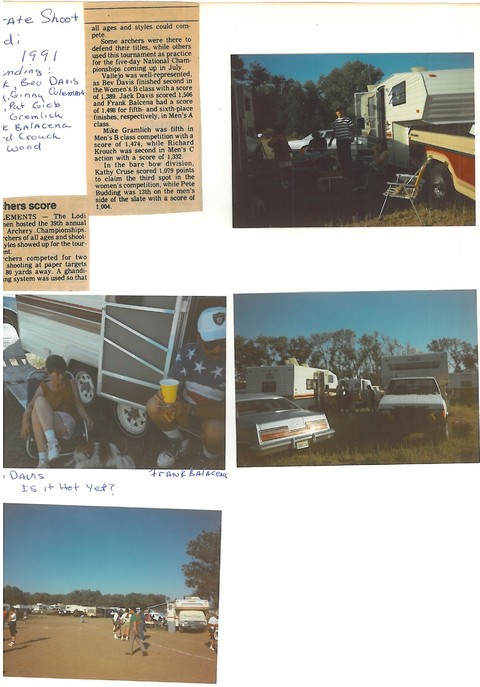 ate Shoot
di
1991
nding:
K, Bev Davis
Ginny Coleman
Pat Gieb
Gremlich
E Balacena
d Crouch
Wood
all ages and styles could com-
pete.
Some archers were there to
defend their titles, while others
used this tournament as practice
for the five-day National Cham-
pionships coming up in July.
Vallejo was well-represented,
as Bev Davis finished second in
the Women's B class with a score
of 1,389. Jack Davis scored 1,506
and Frank Balcena had a score
of 1,498 for fifth- and sixth-place
finishes, respectively, in Men's A
class.
Mike Gramlich was fifth in
Men's B class competition with a
score of 1,474, while Richard
Krouch was second in Men's C
action with a score of 1,332.
In the bare bow division,
Kathy Cruse scored 1,079 points
to claim the third spot in the
women's competition, while Pete
Budding was 13th on the men's
side of the slate with a score of
1,004.
hers score
LEMENTS — The Lodi
men hosted the 39th annual
Archery Championships.
rchers of all ages and shoot-
yles showed up for the tour-
ent.
rchers competed for two
shooting at paper targets
80 yards away. A ghandi-
ng system was used so that
. Davis
Frank Balacena
Is it Hot Yet?